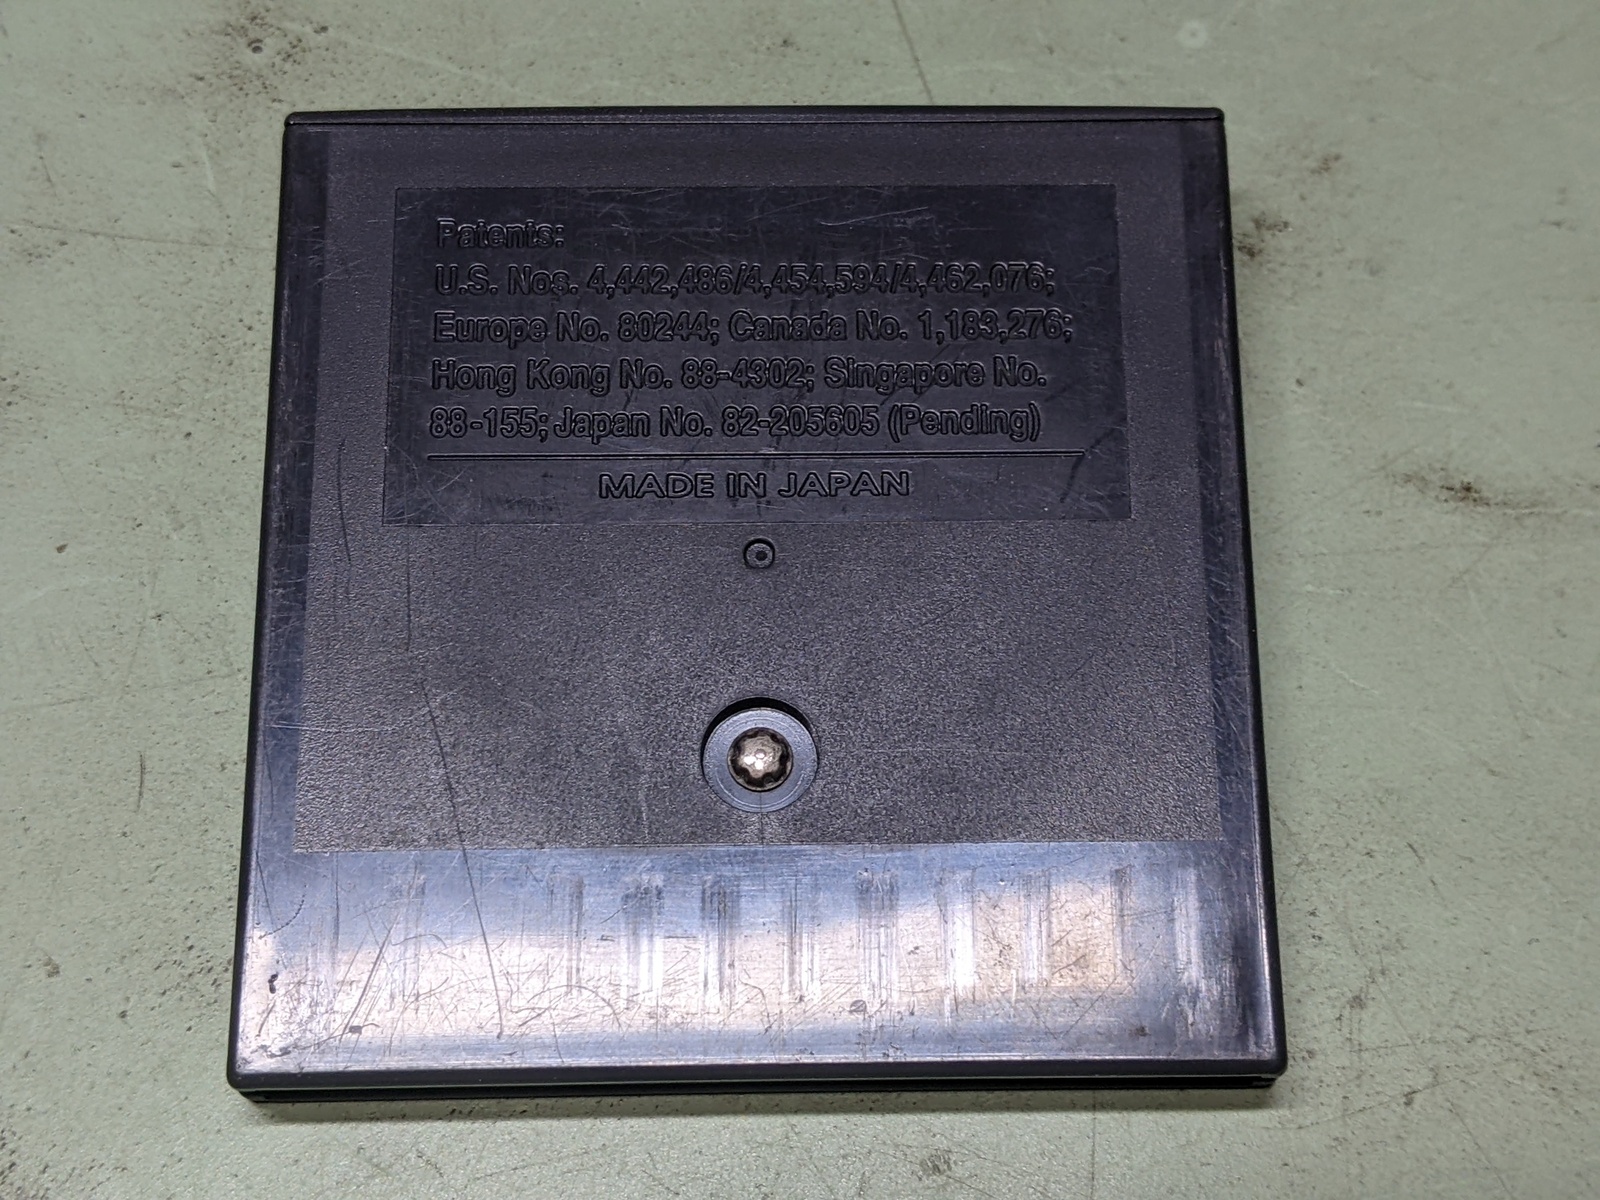 Patents:
U.S. Nos. 4,442,486/4,454,594/4,462,076;
Europe No. 80244; Canada No. 1,183,276;
Hong Kong No. 88-4302; Singapore No.
88-155; Japan No. 82-205605 (Pending)
MADE IN JAPAN